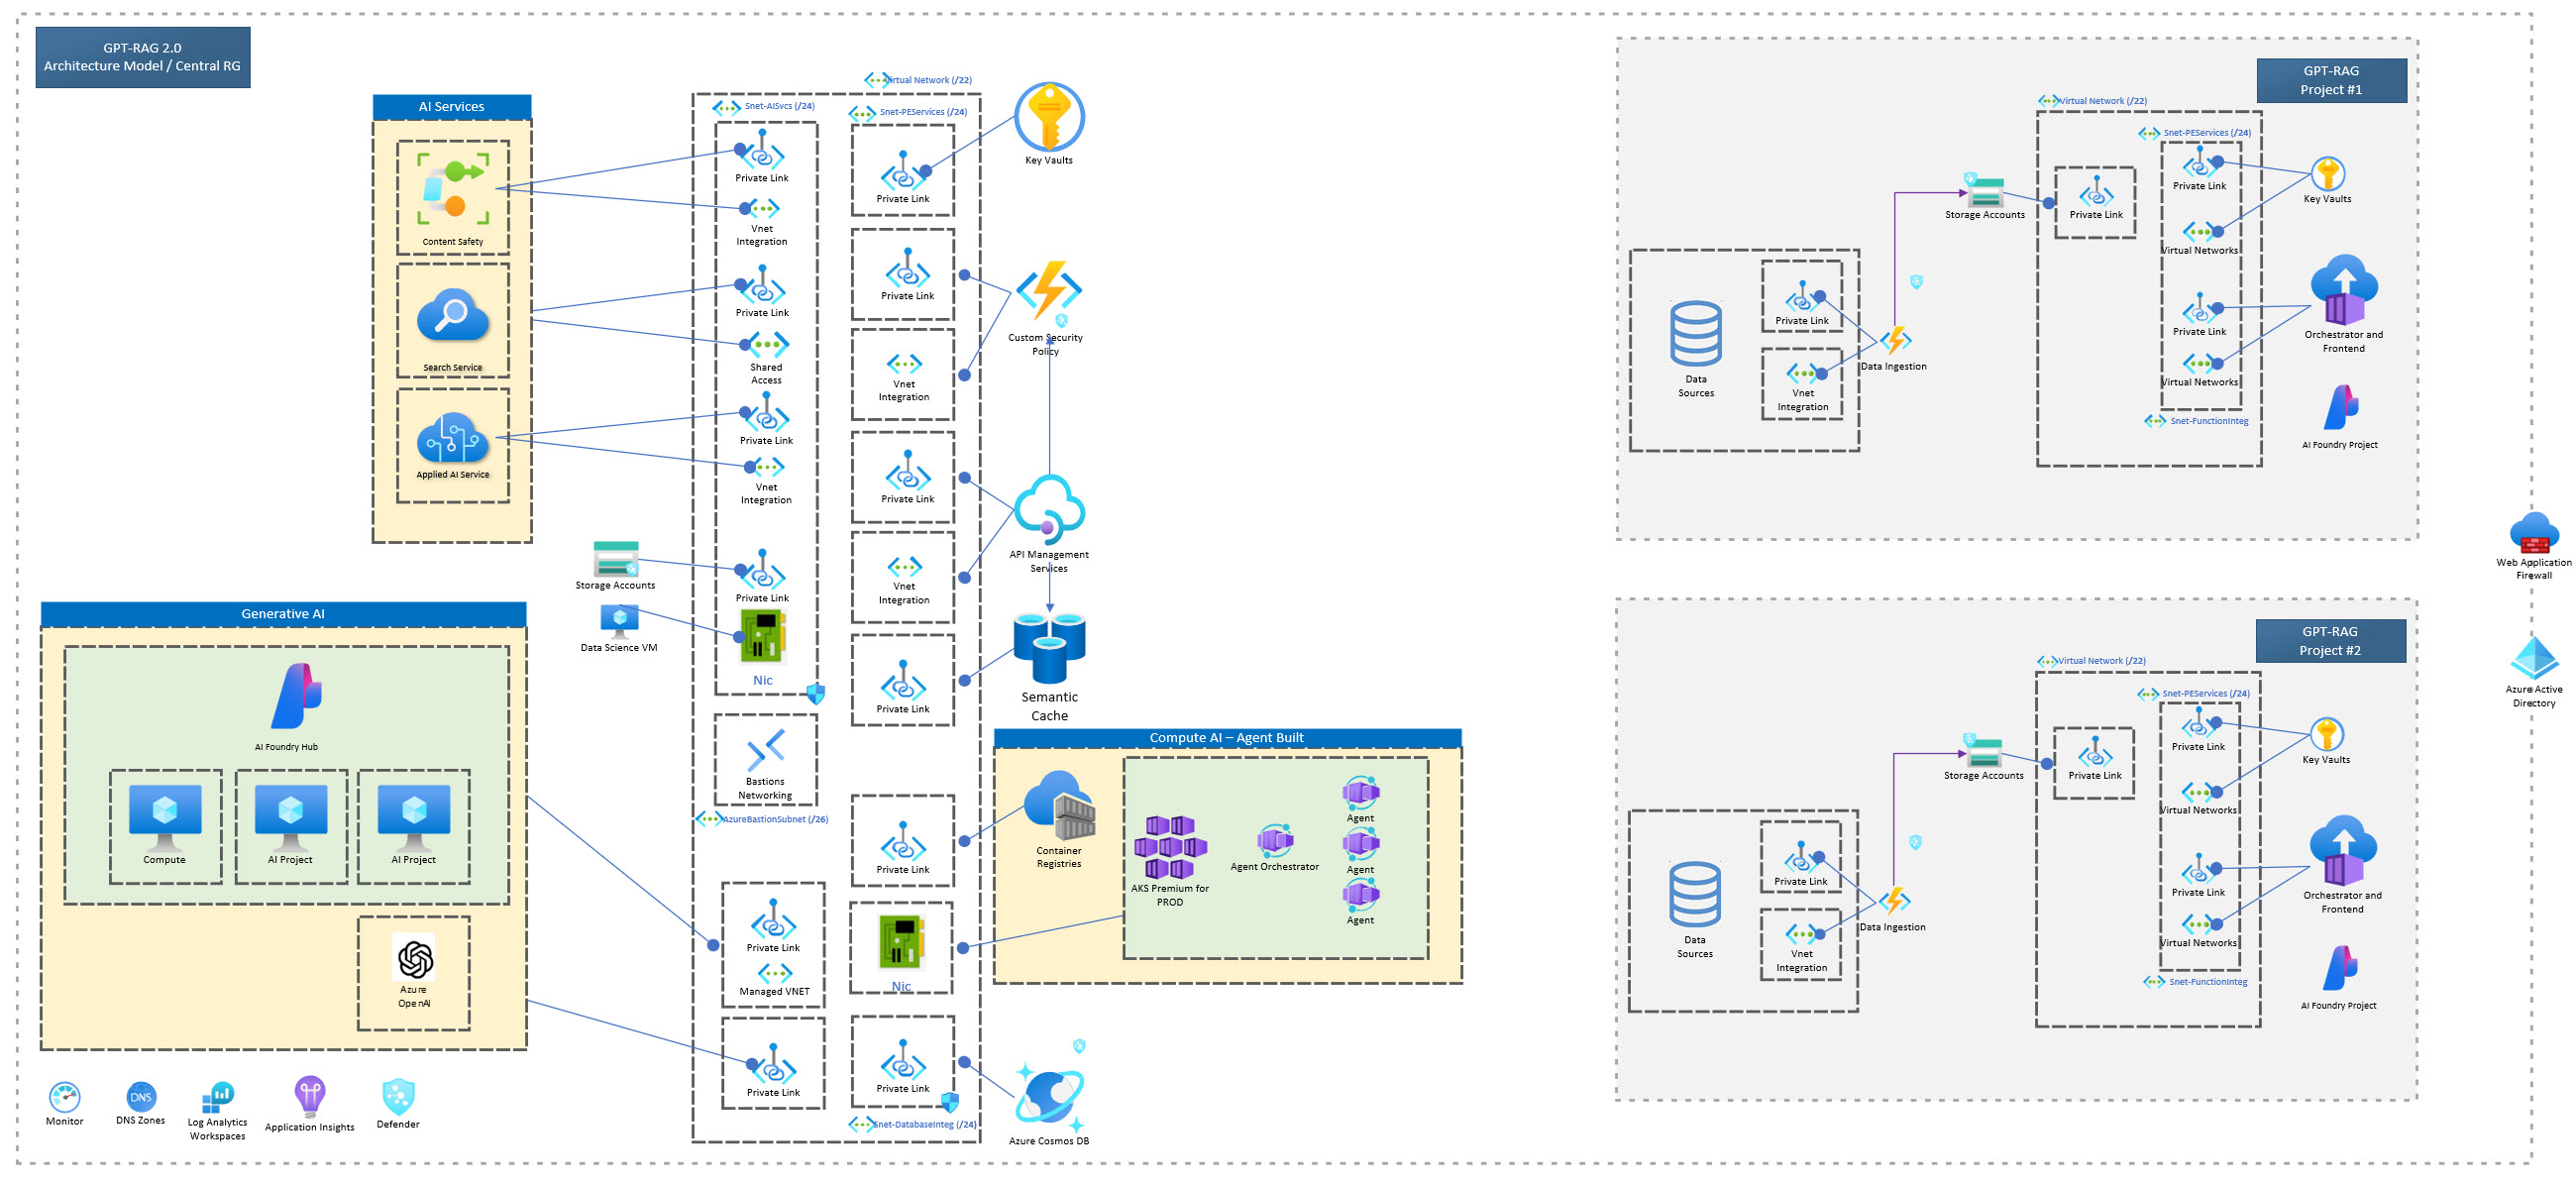 GPT-RAG 2.0
Architecture Model / Central RG
AI Services
Content Safety
Search Service
Applied AI Service
Storage Accounts
Data Science VM
Generative AI
AI Foundry Hub
Compute
AI Project
AI Project
Azure
OpenAI
Monitor
DNS
DNS Zones
Log Analytics
Workspaces
Application Insights
Defender
Virtual Network (/22)
Snet-AISvcs (/24)
Private Link
Vnet
Integration
Private Link
Shared
Access
Private Link
Vnet
Integration
Private Link
Nic
Bastions
Networking
AzureBastionSubnet (/26)
Private Link
Managed VNET
Private Link
Snet-PEServices (/24)
Private Link
Private Link
Vnet
Integration
Private Link
Vnet
Integration
Private Link
Private Link
Nic
Private Link
Snet-DatabaseInteg (/24)
Key Vaults
Custom Security
Policy
API Management
Services
Semantic
Cache
Compute AI – Agent Built
Container
Registries
AKS Premium for
PROD
Agent Orchestrator
Agent
Agent
Agent
Azure Cosmos DB
GPT-RAG
Project #1
Virtual Network (/22)
Snet-PEServices (/24)
Private Link
Virtual Networks
Private Link
Virtual Networks
Snet-FunctionInteg
Private Link
Storage Accounts
Key Vaults
Orchestrator and
Frontend
AI Foundry Project
Data
Sources
Private Link
Vnet
Integration
Data Ingestion
GPT-RAG
Project #2
Virtual Network (/22)
Snet-PEServices (/24)
Private Link
Virtual Networks
Private Link
Virtual Networks
Snet-FunctionInteg
Private Link
Storage Accounts
Key Vaults
Orchestrator and
Frontend
AI Foundry Project
Data
Sources
Private Link
Vnet
Integration
Data Ingestion
Web Application
Firewall
Azure Active
Directory